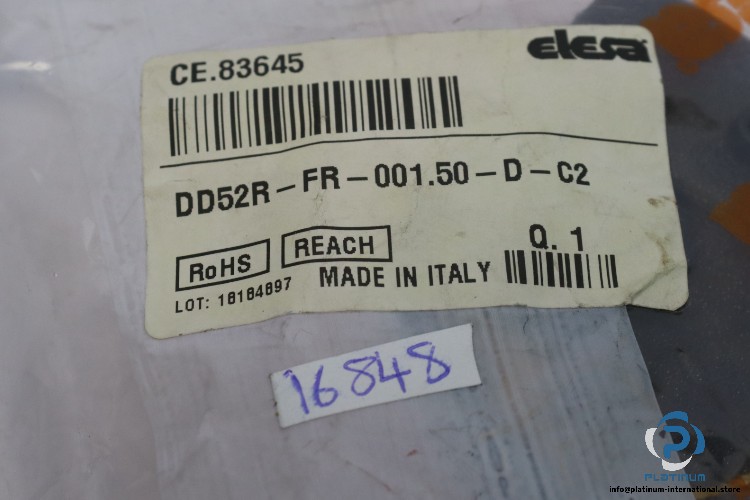 CE.83645
elesa
DD52R-FR-001.50-D-C2
RoHS
REACH
Q. 1
LOT: 18184897
MADE IN ITALY
16848
PLATINUM
info@platinum-international.store